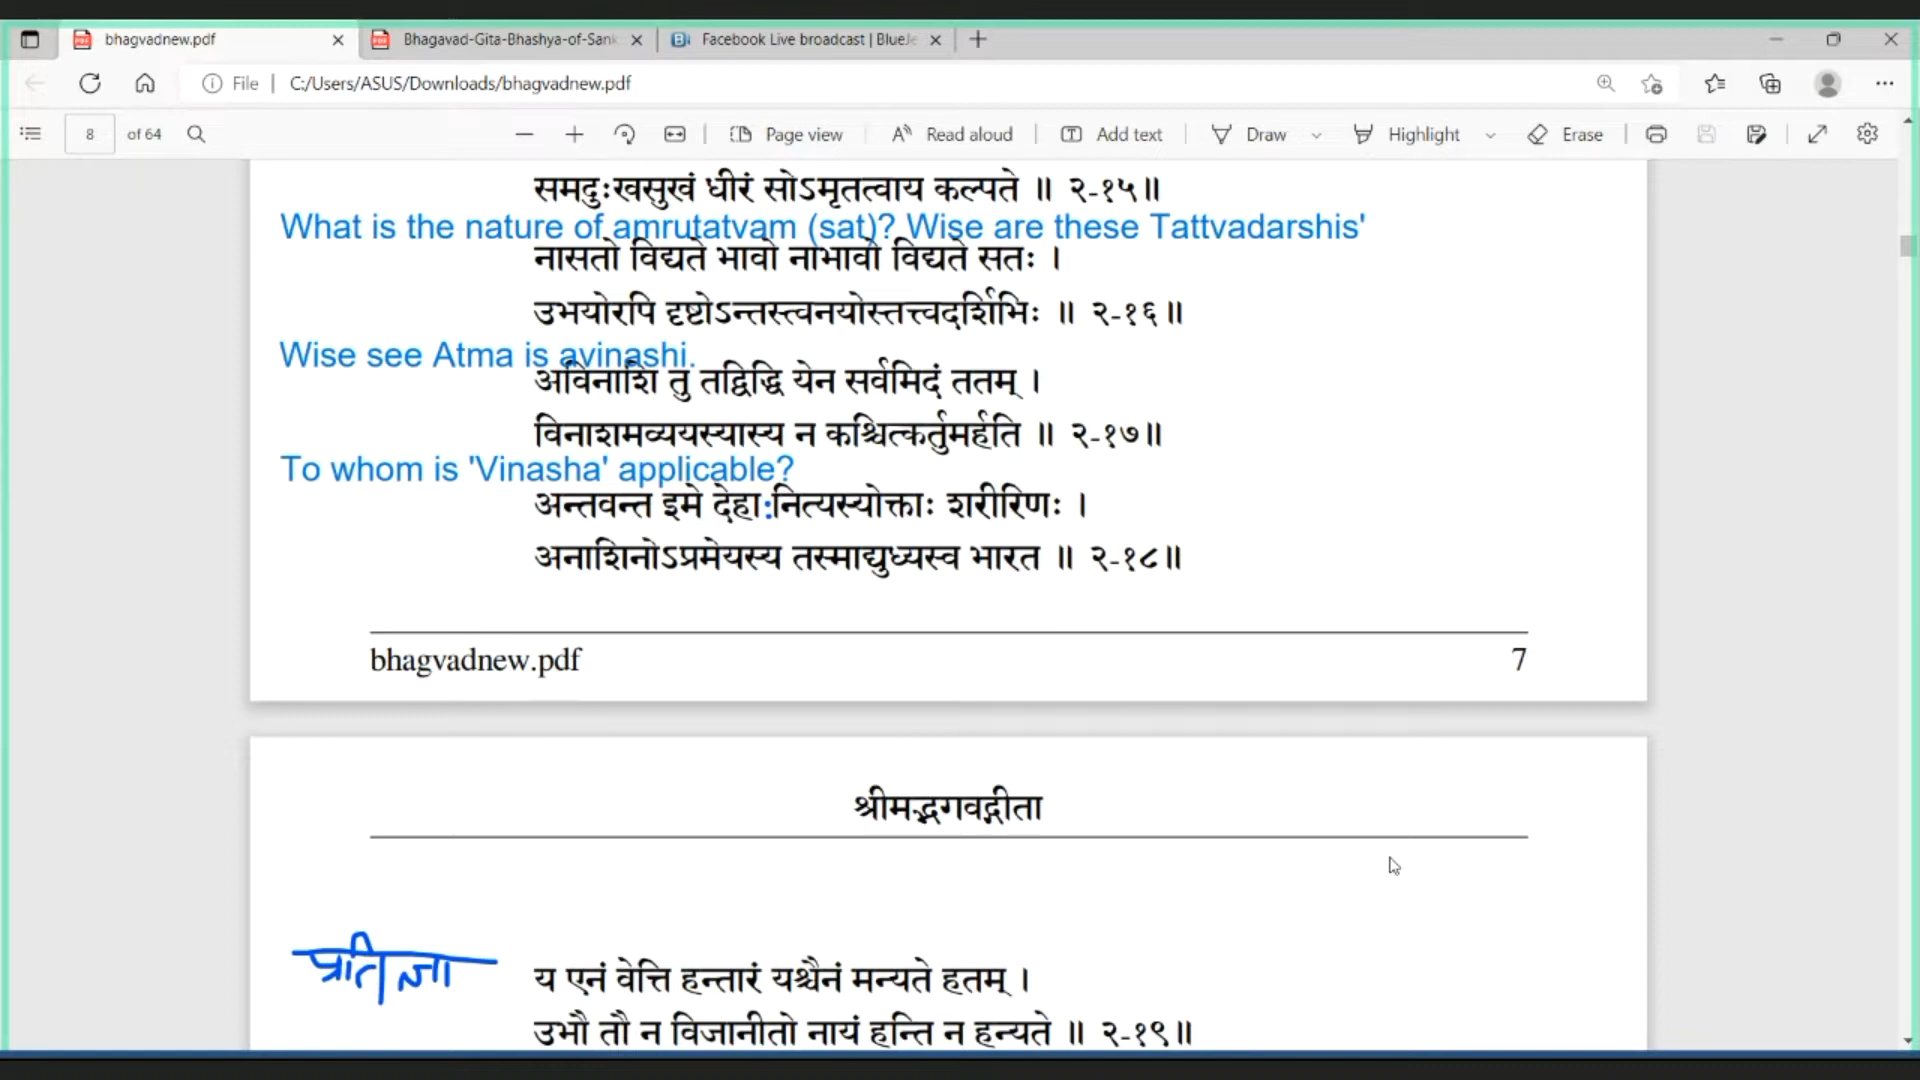 bhagvadnew.pdf
Bhagavad-Gita-Bhashya-of-Sank
Facebook Live broadcast | BlueJe
File | C:/Users/ASUS/Downloads/bhagvadnew.pdf
8 of 64 Page view Read aloud Add text Draw Highlight Erase
समदुःखसुखं धीरं सोऽमृतत्वाय कल्पते ॥ २-१५॥
What is the nature of amrutatvam (sat)? Wise are these Tattvadarshis'
नासतो विद्यते भावो नाभावो विद्यते सतः ।
उभयोरपि दृष्टोऽन्तस्त्वनयोस्तत्त्वदर्शिभिः ॥ २-१६॥
Wise see Atma is avinashi.
अविनाशि तु तद्विद्धि येन सर्वमिदं ततम् ।
विनाशमव्ययस्यास्य न कश्चित्कर्तुमर्हति ॥ २-१७॥
To whom is 'Vinasha' applicable?
अन्तवन्त इमे देहा:नित्यस्योक्ताः शरीरिणः ।
अनाशिनोऽप्रमेयस्य तस्माद्युध्यस्व भारत ॥ २-१८॥
bhagvadnew.pdf 7
श्रीमद्भगवद्गीता
प्रतिज्ञा
य एनं वेत्ति हन्तारं यश्चैनं मन्यते हतम् ।
उभौ तौ न विजानीतो नायं हन्ति न हन्यते ॥ २-१९॥